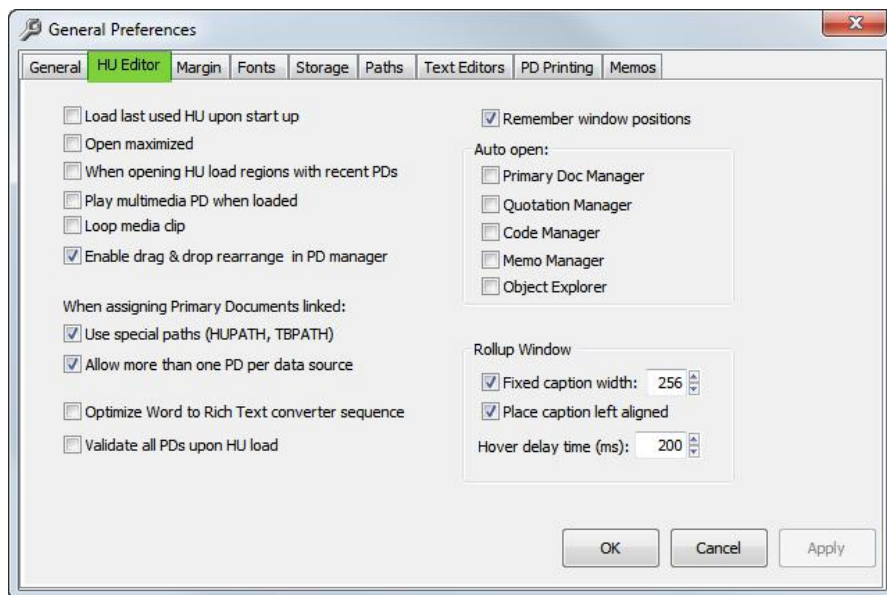 General Preferences
General HU Editor Margin Fonts Storage Paths Text Editors PD Printing Memos
Load last used HU upon start up
Open maximized
When opening HU load regions with recent PDs
Play multimedia PD when loaded
Loop media clip
Enable drag & drop rearrange in PD manager
When assigning Primary Documents linked:
Use special paths (HUPATH, TBPATH)
Allow more than one PD per data source
Optimize Word to Rich Text converter sequence
Validate all PDs upon HU load
Remember window positions
Auto open:
Primary Doc Manager
Quotation Manager
Code Manager
Memo Manager
Object Explorer
Rollup Window
Fixed caption width: 256
Place caption left aligned
Hover delay time (ms): 200
OK Cancel Apply